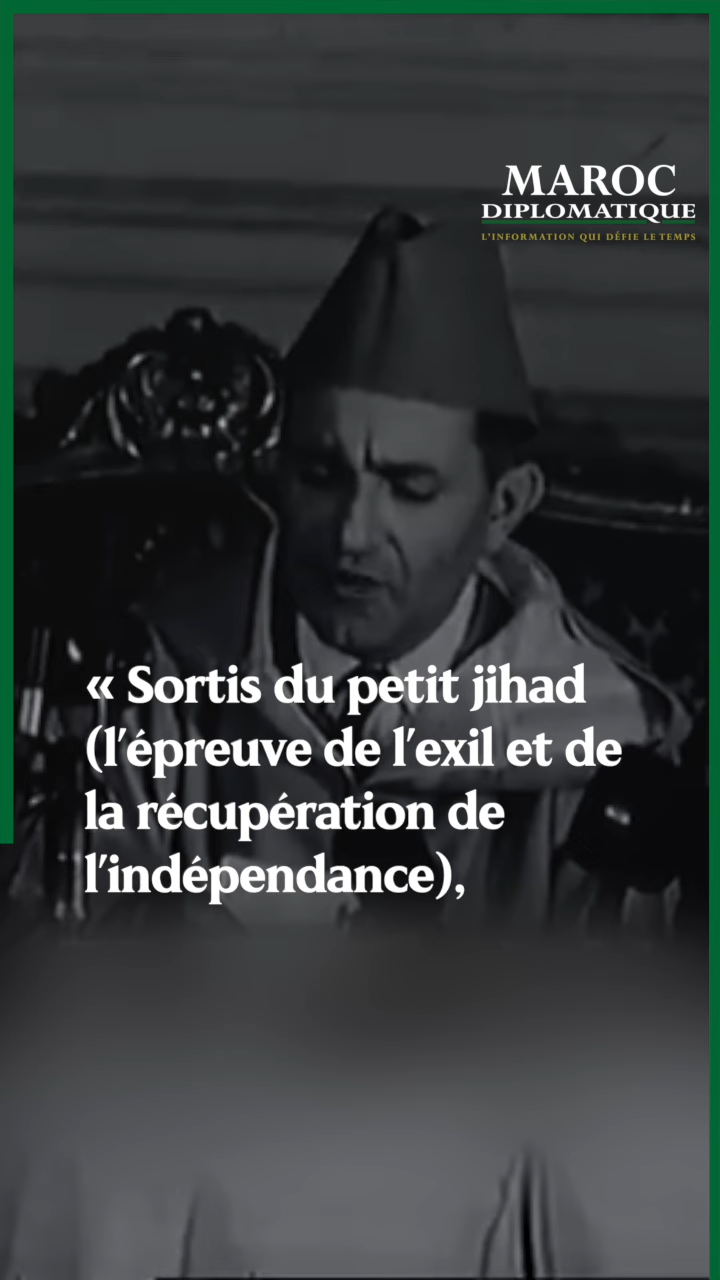 MAROC
DIPLOMATIQUE
L'INFORMATION QUI DÉFIE LE TEMPS
« Sortis du petit jihad
(l'épreuve de l'exil et de
la récupération de
l'indépendance),